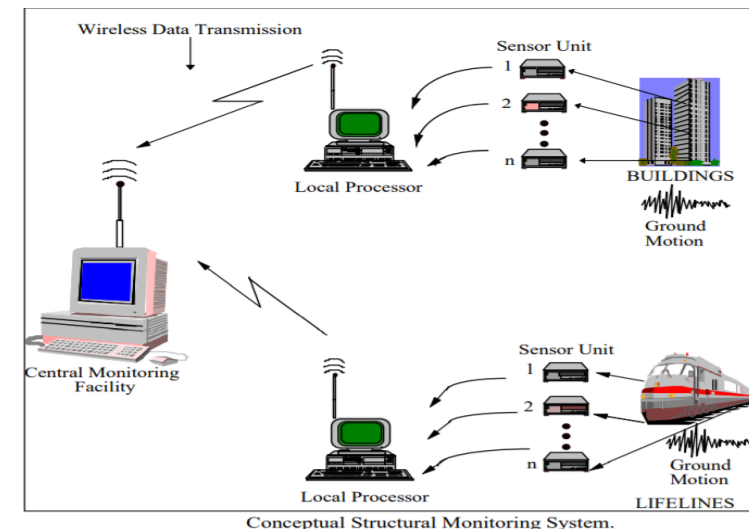 Wireless Data Transmission
Sensor Unit
1
2
n
Local Processor
BUILDINGS
Ground
Motion
Central Monitoring
Facility
Sensor Unit
1
2
n
Local Processor
Ground
Motion
LIFELINES
Conceptual Structural Monitoring System.